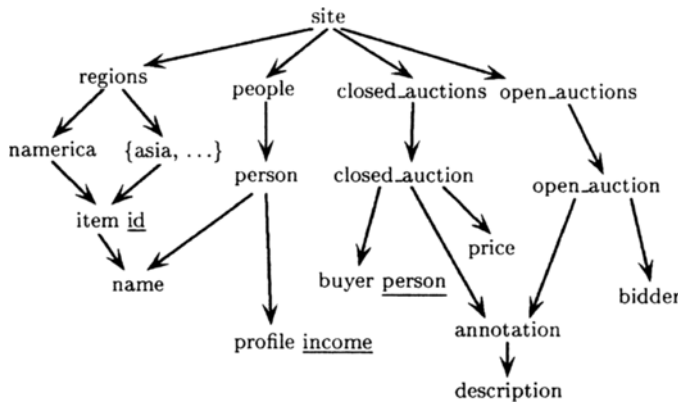 site
regions
people
closed_auctions
open_auctions
namerica
{asia, ...}
person
closed_auction
open_auction
item id
name
price
buyer person
bidder
profile income
annotation
description